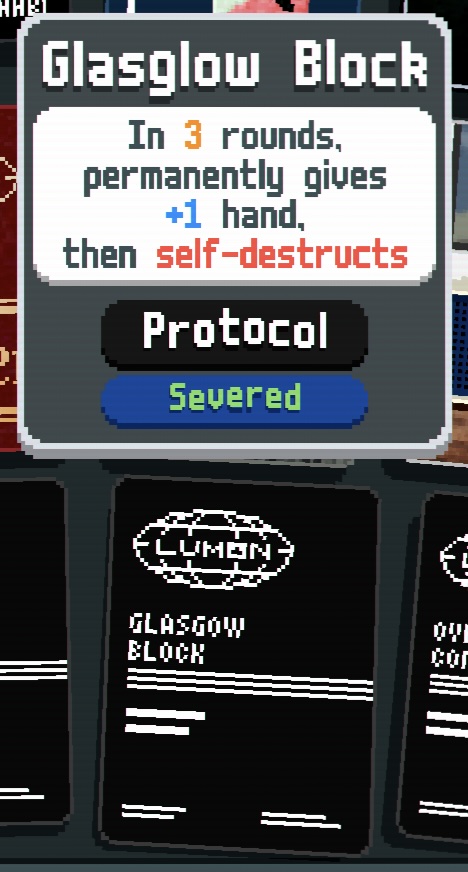 Glasglow Block
In 3 rounds,
permanently gives
+1 hand,
then self-destructs
Protocol
Severed
LUMON
GLASGOW
BLOCK